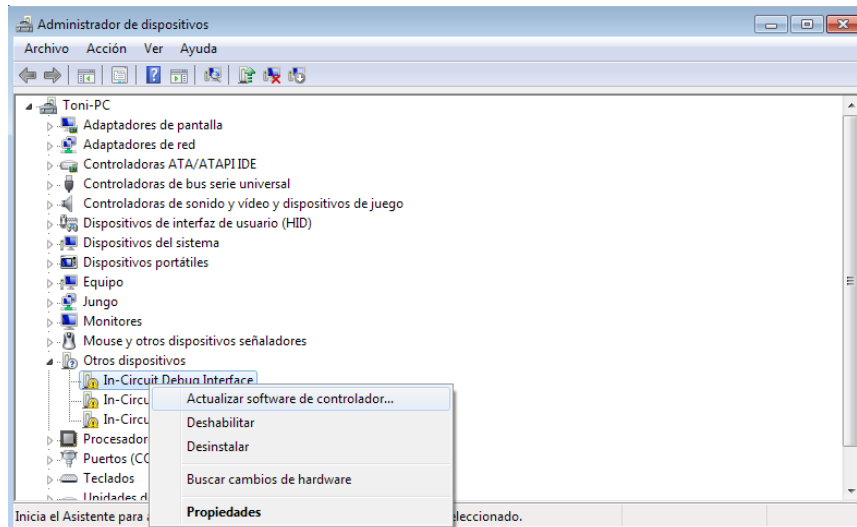 Administrador de dispositivos
Archivo Acción Ver Ayuda
Toni-PC
Adaptadores de pantalla
Adaptadores de red
Controladoras ATA/ATAPI IDE
Controladoras de bus serie universal
Controladoras de sonido y vídeo y dispositivos de juego
Dispositivos de interfaz de usuario (HID)
Dispositivos del sistema
Dispositivos portátiles
Equipo
Jungo
Monitores
Mouse y otros dispositivos señaladores
Otros dispositivos
In-Circuit Debug Interface
In-Circu
Actualizar software de controlador...
In-Circu
Deshabilitar
Procesador
Desinstalar
Puertos (CO
Teclados
Buscar cambios de hardware
Unidades d
Propiedades
Inicia el Asistente para a eleccionado.